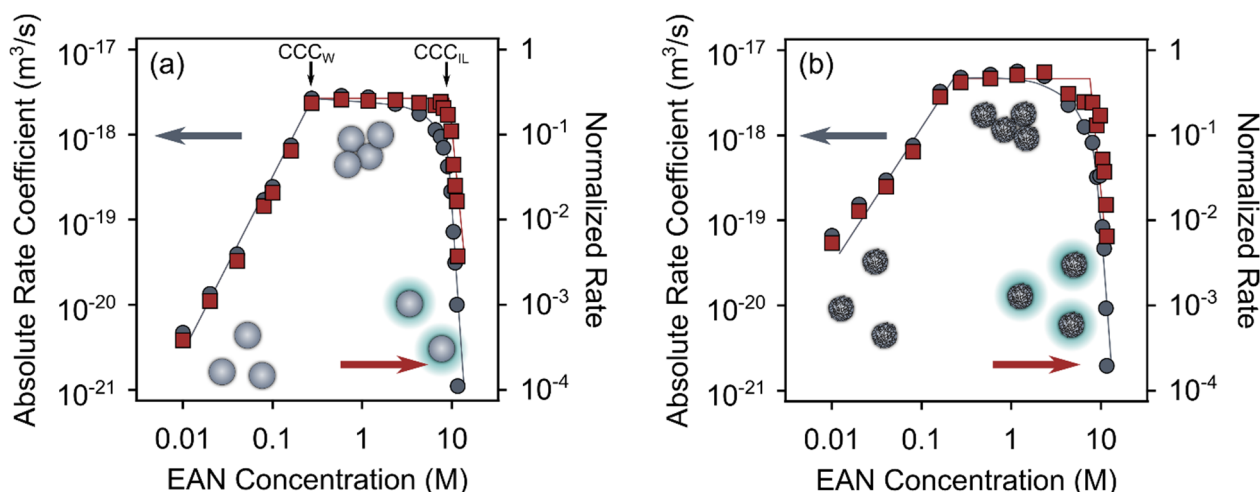 (a)
CCC_W
CCC_IL
Absolute Rate Coefficient (m³/s)
10⁻¹⁷
10⁻¹⁸
10⁻¹⁹
10⁻²⁰
10⁻²¹
1
10⁻¹
10⁻²
10⁻³
10⁻⁴
Normalized Rate
0.01 0.1 1 10
EAN Concentration (M)
(b)
Absolute Rate Coefficient (m³/s)
10⁻¹⁷
10⁻¹⁸
10⁻¹⁹
10⁻²⁰
10⁻²¹
1
10⁻¹
10⁻²
10⁻³
10⁻⁴
Normalized Rate
0.01 0.1 1 10
EAN Concentration (M)